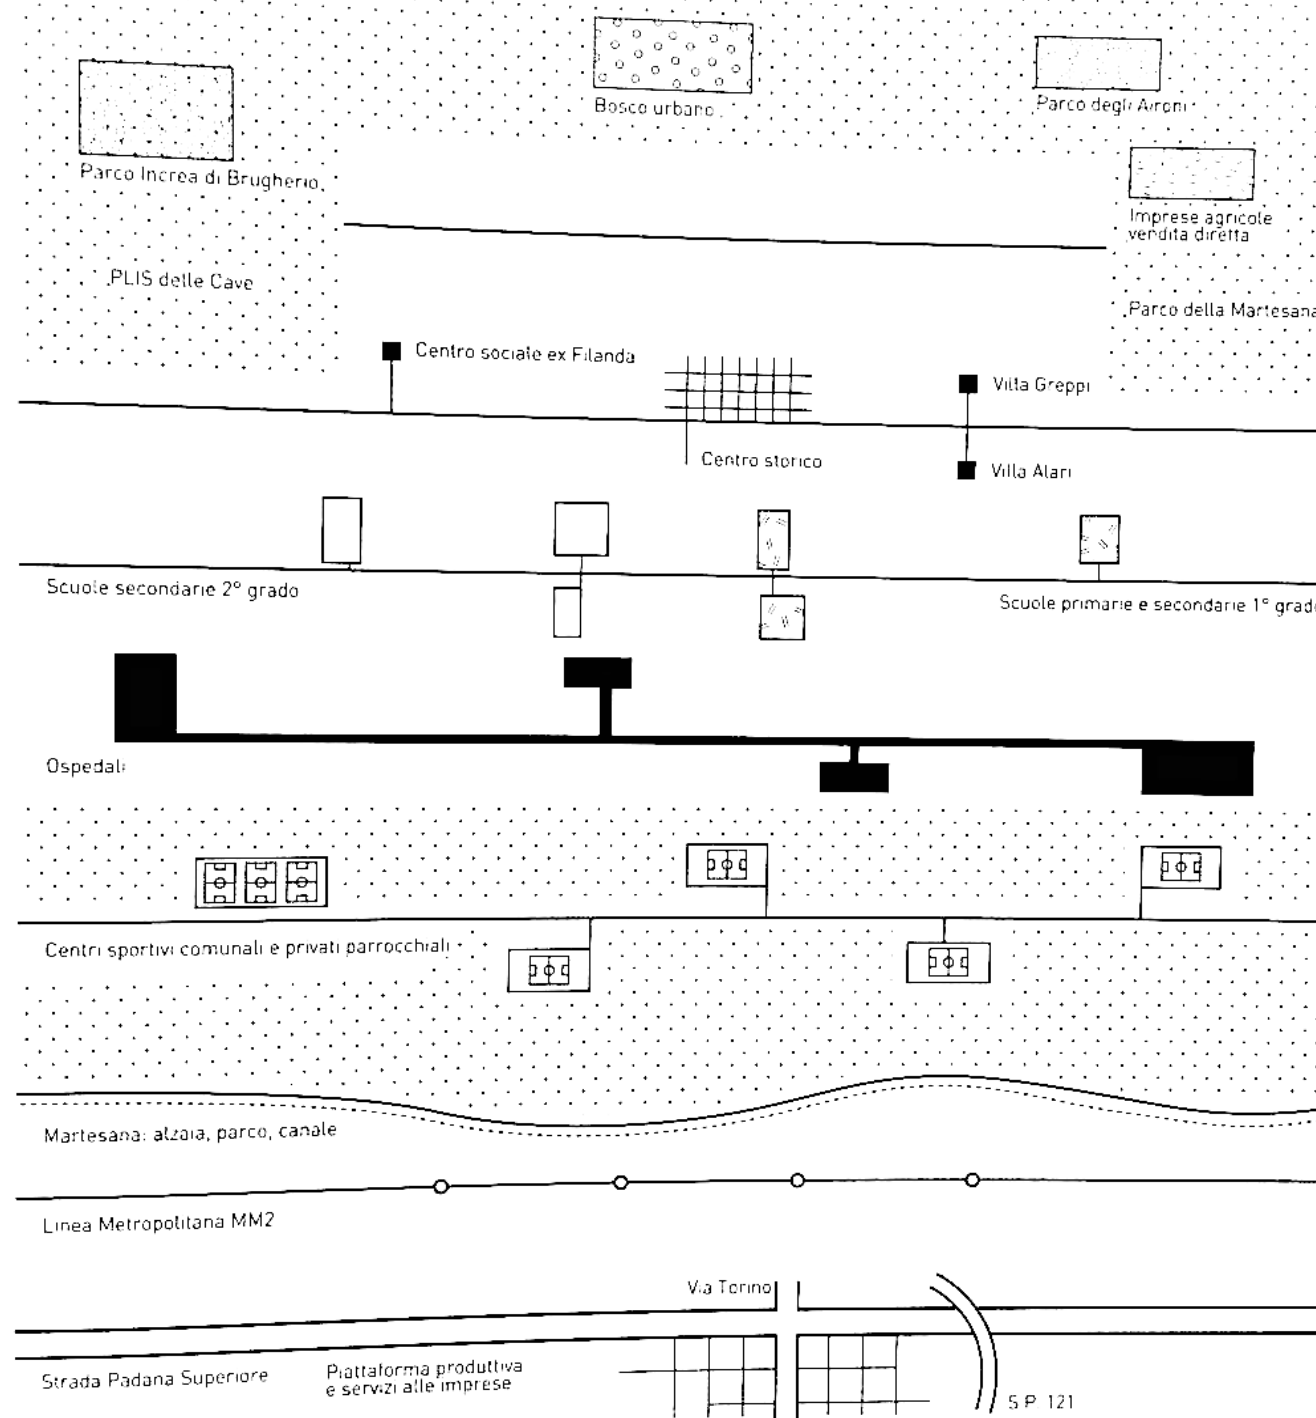 Bosco urbano
Parco degli Aironi
Parco Increa di Brugherio
Imprese agricole
vendita diretta
PLIS delle Cave
Parco della Martesana
Centro sociale ex Filanda
Villa Greppi
Centro storico
Villa Alari
Scuole secondarie 2° grado
Scuole primarie e secondarie 1° grad
Ospedali
Centri sportivi comunali e privati parrocchiali
Martesana: alzaia, parco, canale
Linea Metropolitana MM2
Via Torino
Strada Padana Superiore
Piattaforma produttiva
e servizi alle imprese
S.P. 121